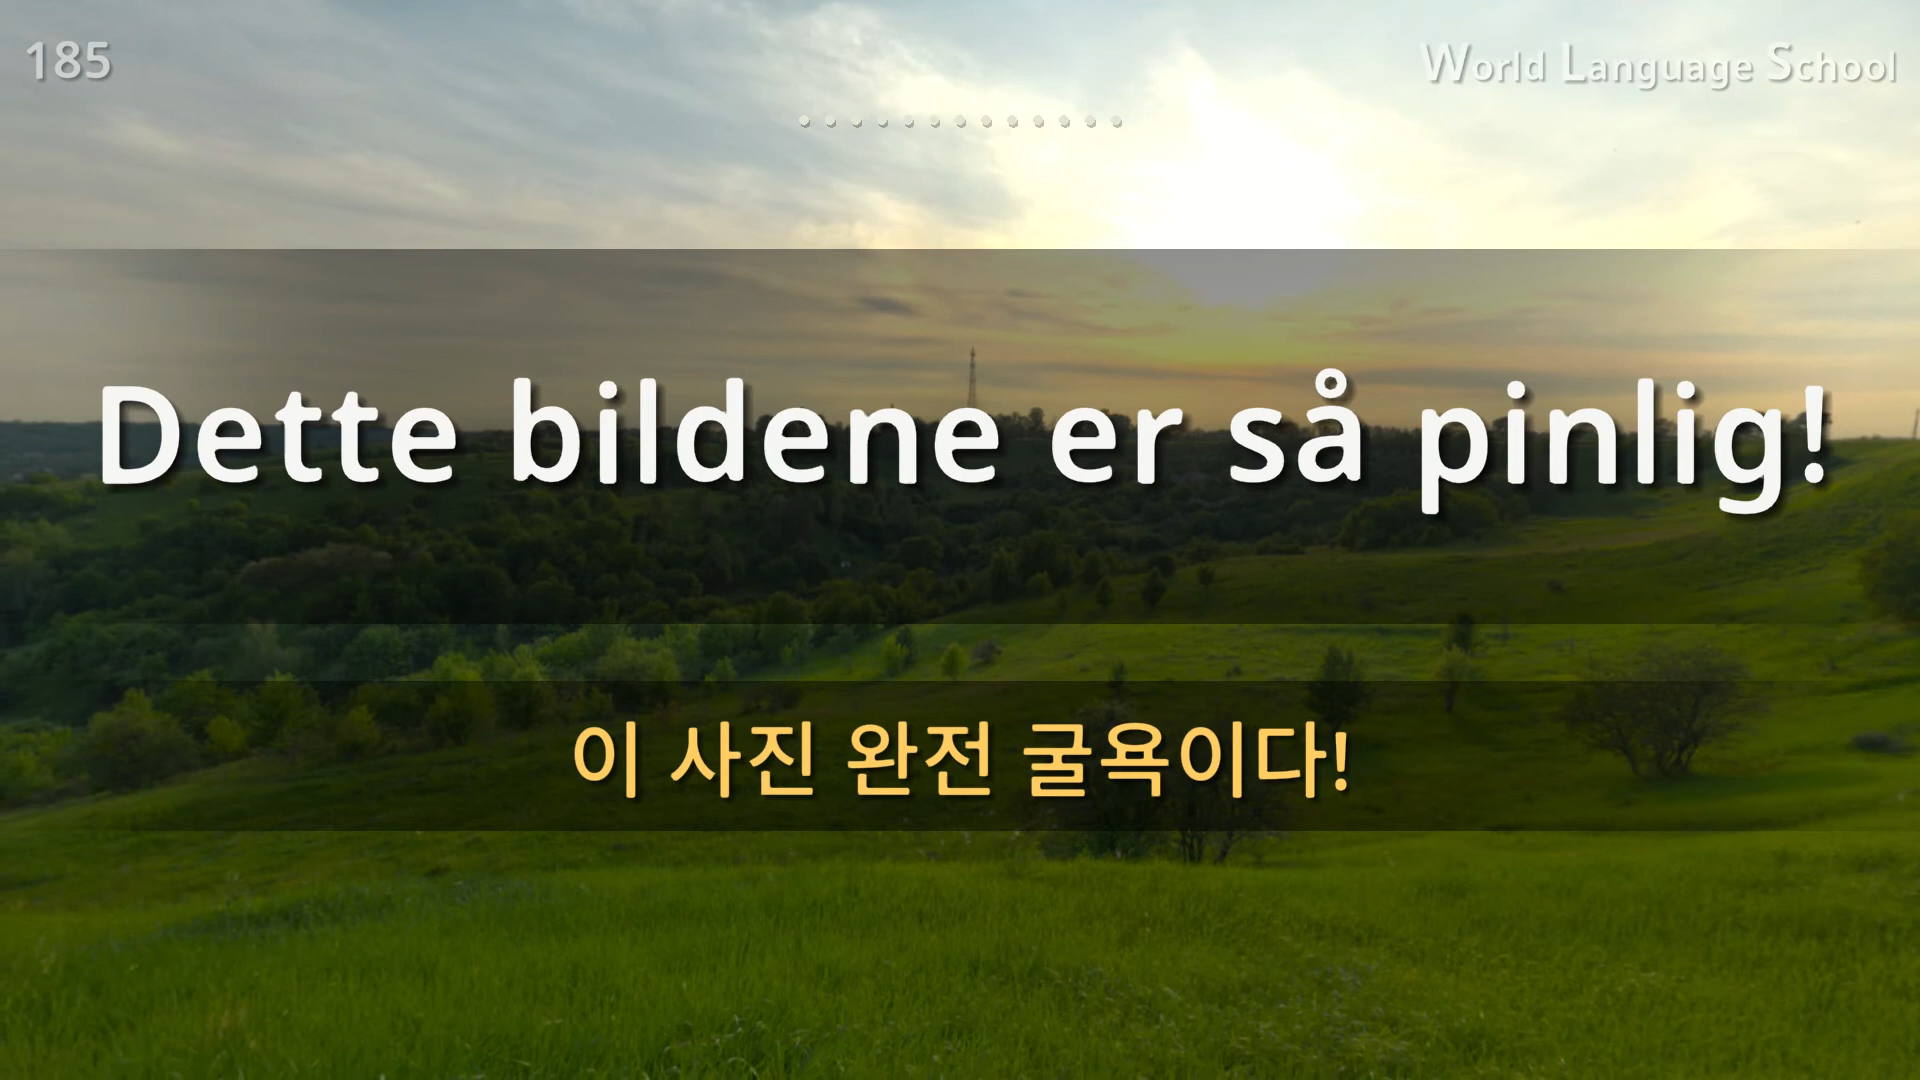 185
World Language School
Dette bildene er så pinlig!
이 사진 완전 굴욕이다!